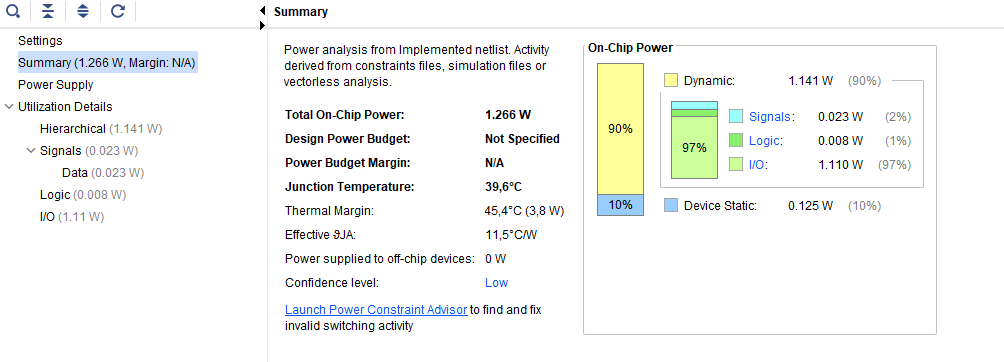 Settings
Summary (1.266 W, Margin: N/A)
Power Supply
Utilization Details
Hierarchical (1.141 W)
Signals (0.023 W)
Data (0.023 W)
Logic (0.008 W)
I/O (1.11 W)
Summary
Power analysis from Implemented netlist. Activity
derived from constraints files, simulation files or
vectorless analysis.
Total On-Chip Power: 1.266 W
Design Power Budget: Not Specified
Power Budget Margin: N/A
Junction Temperature: 39,6°C
Thermal Margin: 45,4°C (3,8 W)
Effective ϑJA: 11,5°C/W
Power supplied to off-chip devices: 0 W
Confidence level: Low
Launch Power Constraint Advisor to find and fix
invalid switching activity
On-Chip Power
90%
10%
Dynamic: 1.141 W (90%)
97%
Signals: 0.023 W (2%)
Logic: 0.008 W (1%)
I/O: 1.110 W (97%)
Device Static: 0.125 W (10%)